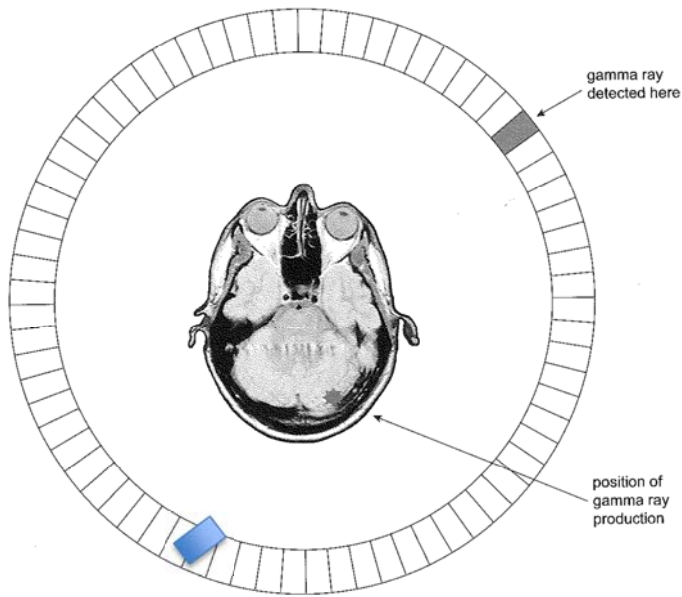 gamma ray
detected here
position of
gamma ray
production